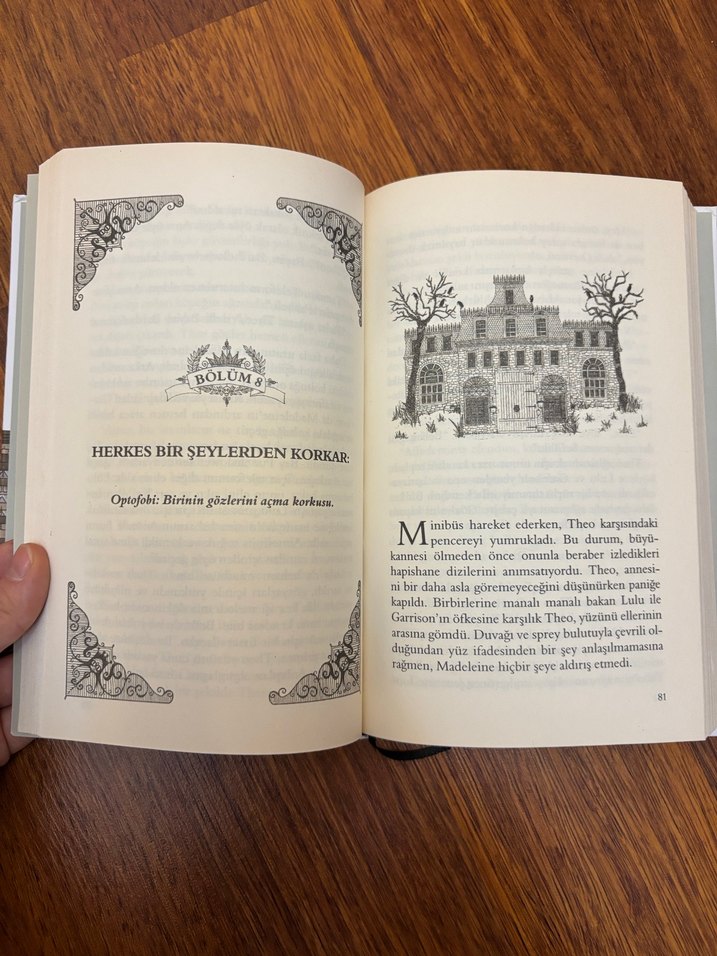 BÖLÜM 8
HERKES BİR ŞEYLERDEN KORKAR:
Optofobi: Birinin gözlerini açma korkusu.
Minibüs hareket ederken, Theo karşısındaki
pencereyi yumrukladı. Bu durum, büyü-
kannesi ölmeden önce onunla beraber izledikleri
hapishane dizilerini anımsatıyordu. Theo, annesi-
ni bir daha asla göremeyeceğini düşünürken paniğe
kapıldı. Birbirlerine manalı manalı bakan Lulu ile
Garrison’ın öfkesine karşılık Theo, yüzünü ellerinin
arasına gömdü. Duvağı ve sprey bulutuyla çevrili ol-
duğundan yüz ifadesinden bir şey anlaşılmamasına
rağmen, Madeleine hiçbir şeye aldırış etmedi.
81